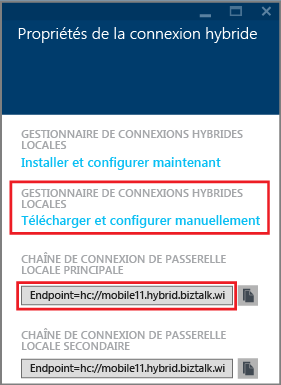 Propriétés de la connexion hybride
GESTIONNAIRE DE CONNEXIONS HYBRIDES
LOCALES
Installer et configurer maintenant
GESTIONNAIRE DE CONNEXIONS HYBRIDES
LOCALES
Télécharger et configurer manuellement
CHAÎNE DE CONNEXION DE PASSERELLE
LOCALE PRINCIPALE
Endpoint=hc://mobile11.hybrid.biztalk.wi
CHAÎNE DE CONNEXION DE PASSERELLE
LOCALE SECONDAIRE
Endpoint=hc://mobile11.hybrid.biztalk.wi